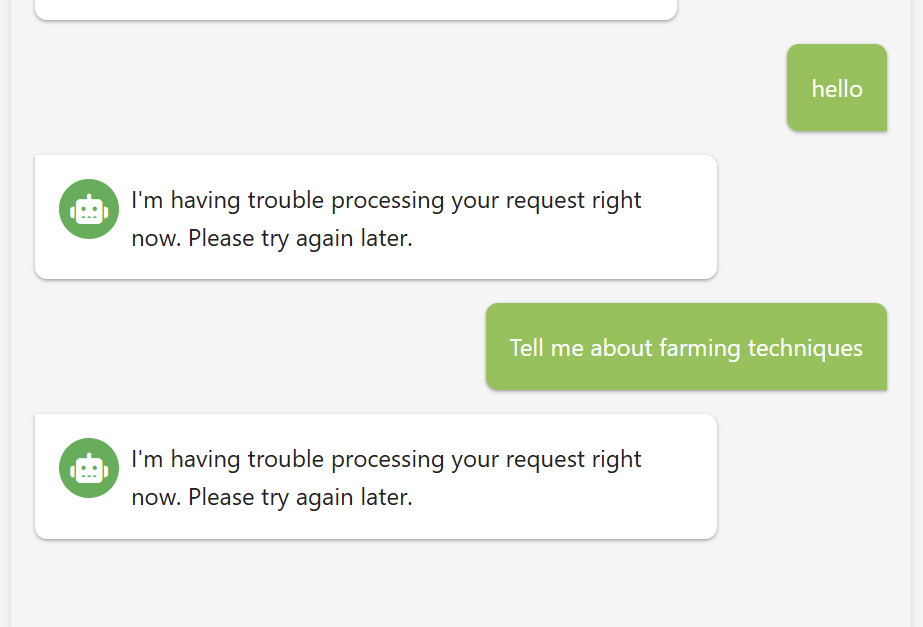 hello
I'm having trouble processing your request right
now. Please try again later.
Tell me about farming techniques
I'm having trouble processing your request right
now. Please try again later.